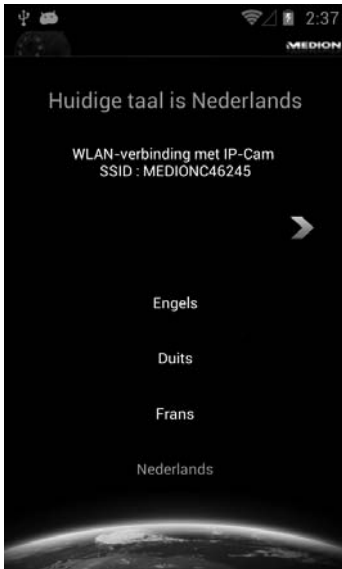 2:37
MEDION
Huidige taal is Nederlands
WLAN-verbinding met IP-Cam
SSID : MEDIONC46245
Engels
Duits
Frans
Nederlands